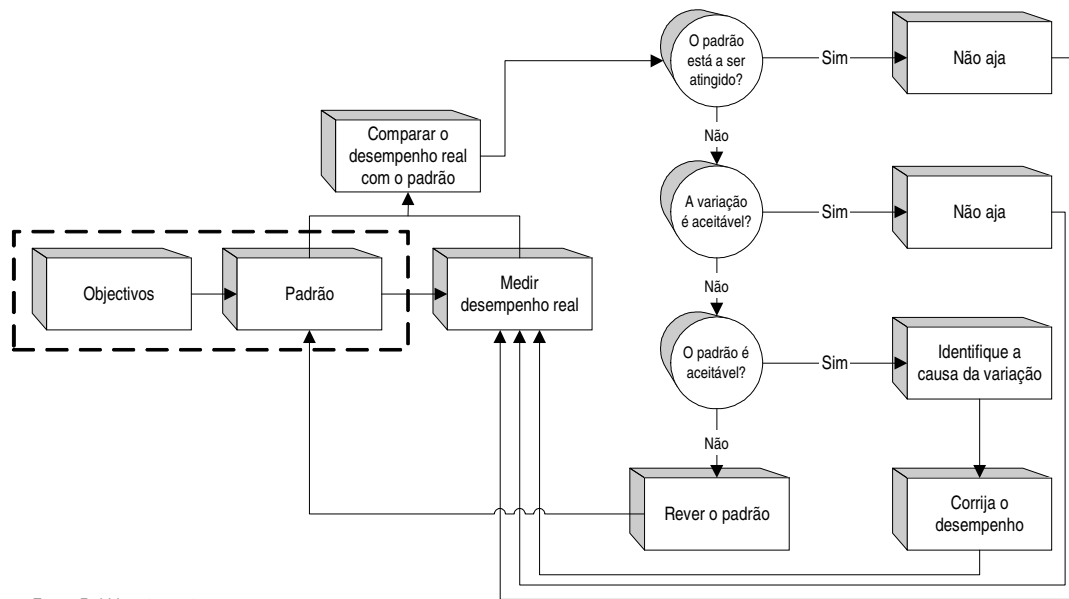 O padrão
está a ser
atingido?
Sim
Não aja
Comparar o
desempenho real
com o padrão
Não
A variação
é aceitável?
Sim
Não aja
Objectivos
Padrão
Medir
desempenho real
Não
O padrão é
aceitável?
Sim
Identifique a
causa da variação
Não
Rever o padrão
Corrija o
desempenho